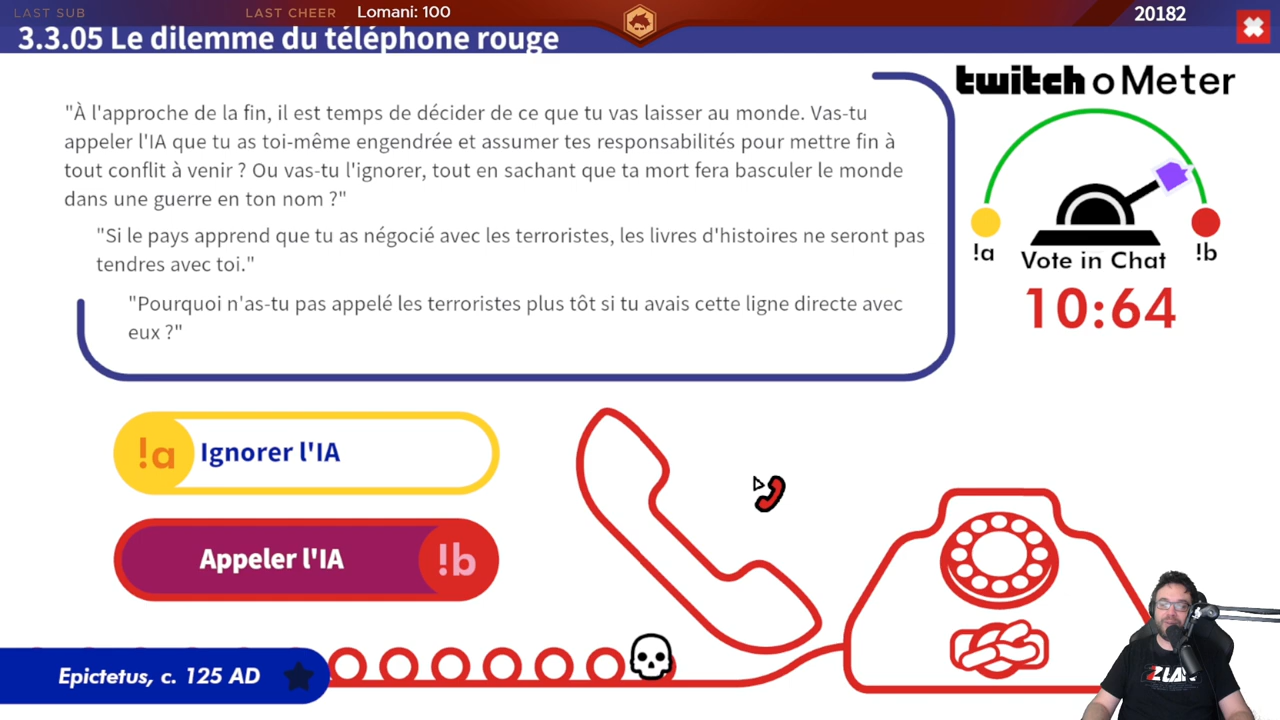 LAST SUB
LAST CHEER Lomani: 100
20182
3.3.05 Le dilemme du téléphone rouge
"À l'approche de la fin, il est temps de décider de ce que tu vas laisser au monde. Vas-tu
appeler l'IA que tu as toi-même engendrée et assumer tes responsabilités pour mettre fin à
tout conflit à venir ? Ou vas-tu l'ignorer, tout en sachant que ta mort fera basculer le monde
dans une guerre en ton nom ?"
"Si le pays apprend que tu as négocié avec les terroristes, les livres d'histoires ne seront pas
tendres avec toi."
"Pourquoi n'as-tu pas appelé les terroristes plus tôt si tu avais cette ligne directe avec
eux ?"
twitch o Meter
!a
!b
Vote in Chat
10:64
!a Ignorer l'IA
Appeler l'IA !b
Epictetus, c. 125 AD